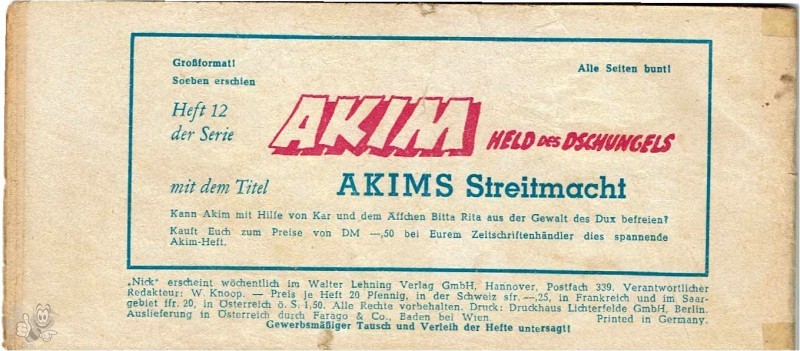 Großformat!
Alle Seiten bunt!
Soeben erschien
Heft 12
der Serie
AKIM HELD DES DSCHUNGELS
mit dem Titel AKIMS Streitmacht
Kann Akim mit Hilfe von Kar und dem Äffchen Bitta Rita aus der Gewalt des Dux befreien?
Kauft Euch zum Preise von DM —,50 bei Eurem Zeitschriftenhändler dies spannende
Akim-Heft.
„Nick" erscheint wöchentlich im Walter Lehning Verlag GmbH, Hannover, Postfach 339. Verantwortlicher
Redakteur: W. Knoop. — Preis je Heft 20 Pfennig, in der Schweiz sfr. —,25, in Frankreich und im Saar-
gebiet ffr. 20, in Österreich ö. S. 1,50. Alle Rechte vorbehalten. Druck: Druckhaus Lichterfelde GmbH, Berlin.
Auslieferung in Österreich durch Farago & Co., Baden bei Wien. Printed in Germany.
Gewerbsmäßiger Tausch und Verleih der Hefte untersagt!